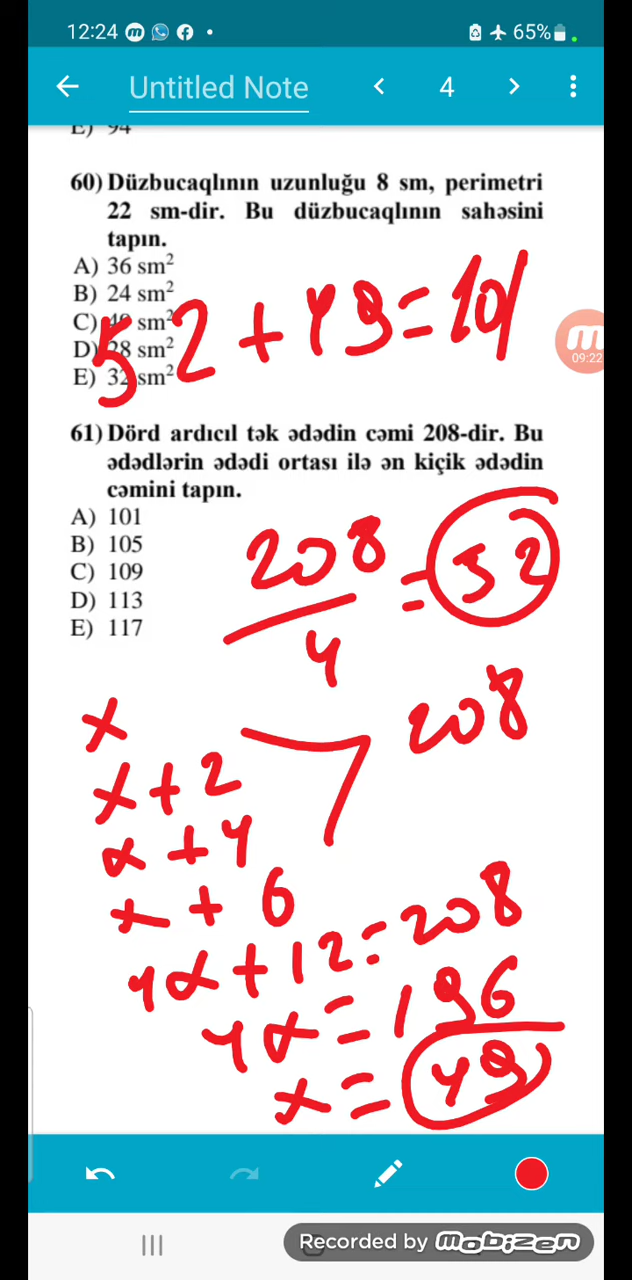 12:24
65%
Untitled Note
4
E) 94
60) Düzbucaqlının uzunluğu 8 sm, perimetri
22 sm-dir. Bu düzbucaqlının sahəsini
tapın.
A) 36 sm²
B) 24 sm²
C) sm²
D) 28 sm²
E) 32 sm²
52 + 49 = 101
09:22
61) Dörd ardıcıl tək ədədin cəmi 208-dir. Bu
ədədlərin ədədi ortası ilə ən kiçik ədədin
cəmini tapın.
A) 101
B) 105
C) 109
D) 113
E) 117
208
= 52
4
x
208
x + 2
x + 4
x + 6
4x + 12 = 208
4x = 196
x = 49
Recorded by mobizen